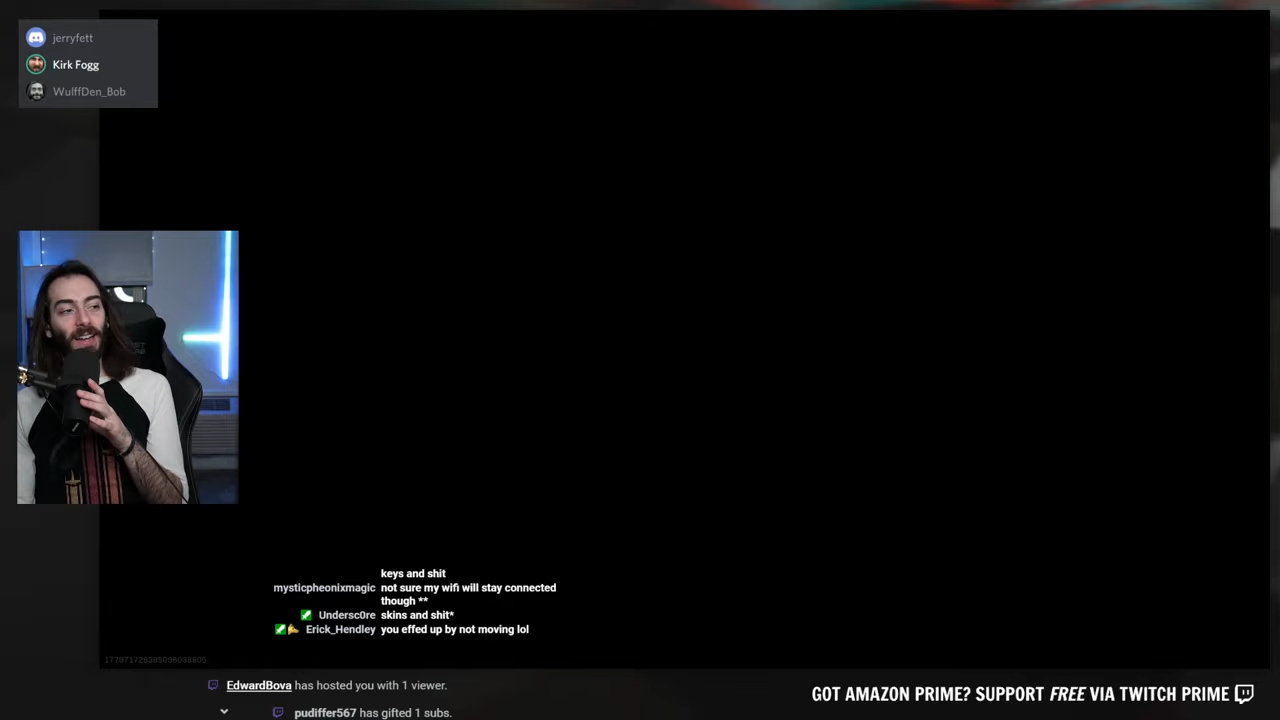 jerryfett
Kirk Fogg
WulffDen_Bob
keys and shit
mysticpheonixmagic not sure my wifi will stay connected
though **
Undersc0re skins and shit*
Erick_Hendley you effed up by not moving lol
EdwardBova has hosted you with 1 viewer.
pudiffer567 has gifted 1 subs.
GOT AMAZON PRIME? SUPPORT FREE VIA TWITCH PRIME